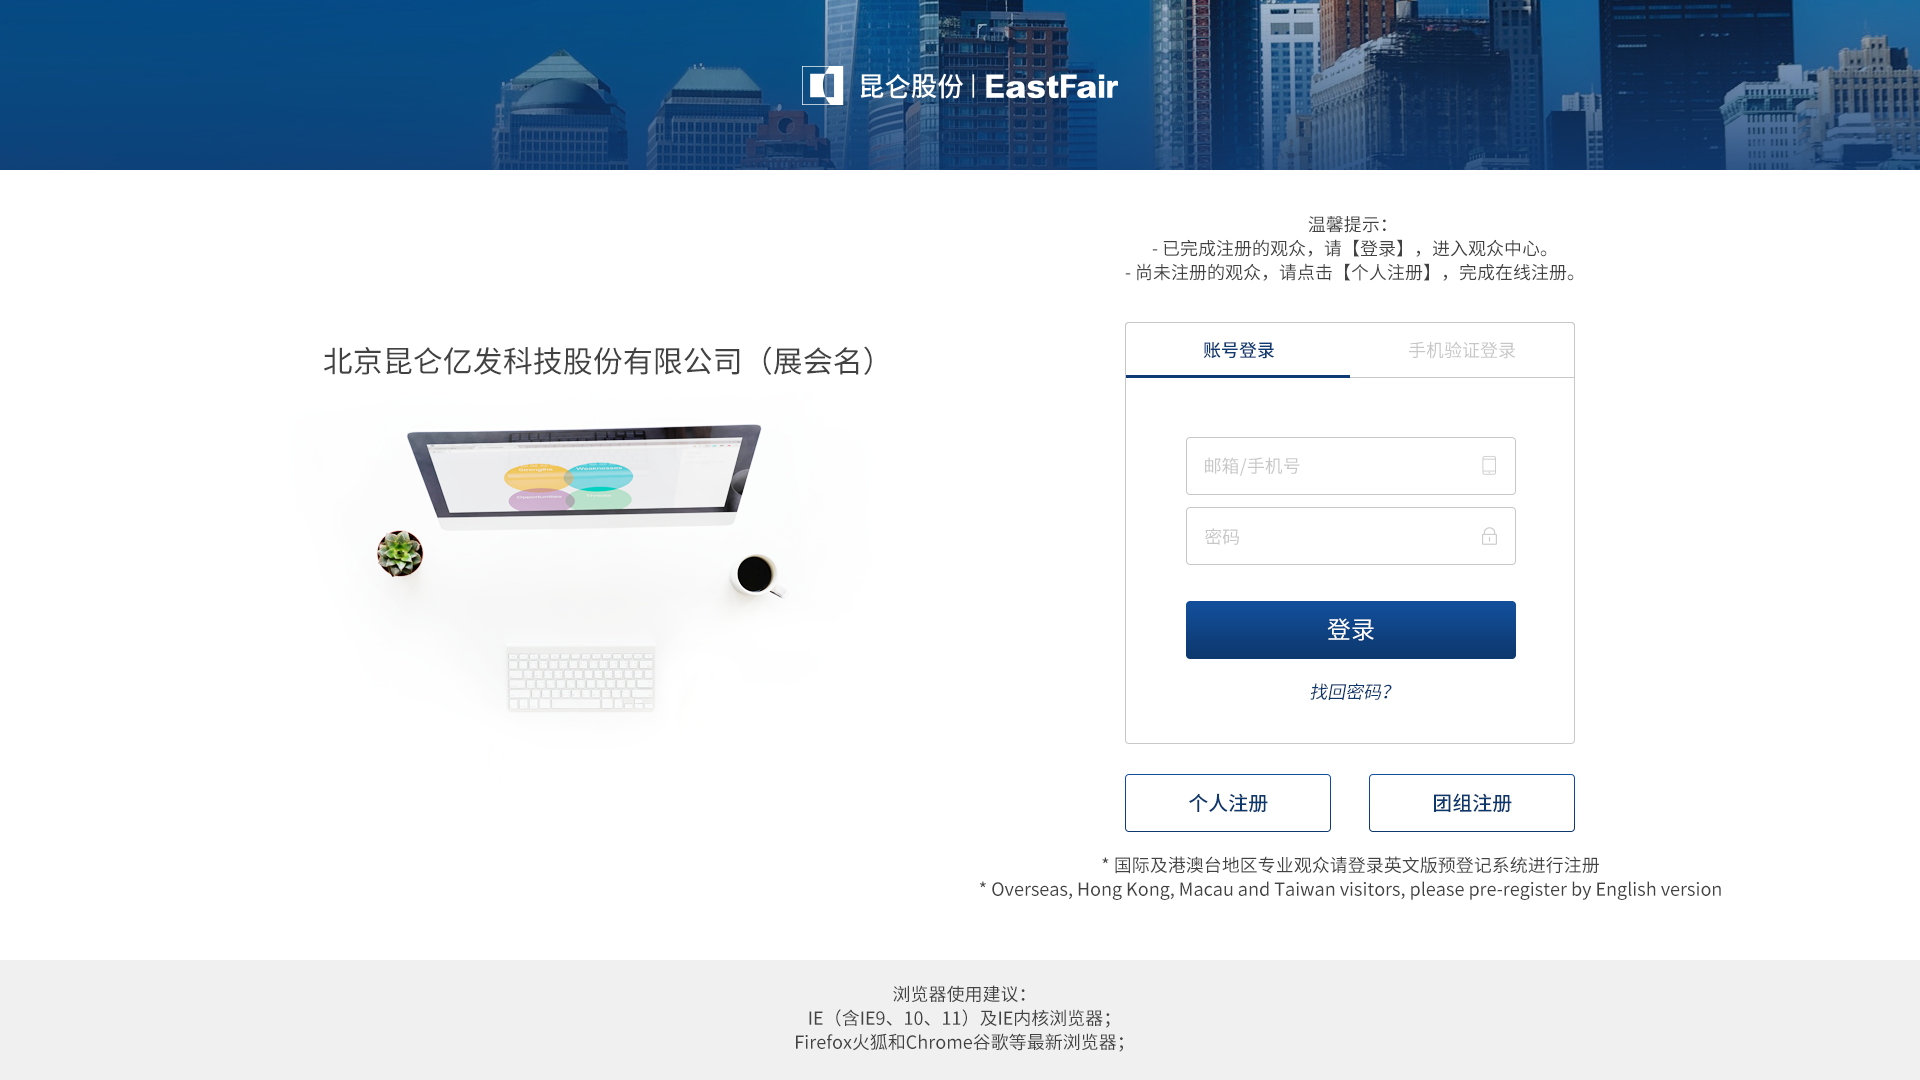 昆仑股份 | EastFair
温馨提示：
- 已完成注册的观众，请【登录】，进入观众中心。
- 尚未注册的观众，请点击【个人注册】，完成在线注册。
北京昆仑亿发科技股份有限公司（展会名）
账号登录
手机验证登录
邮箱/手机号
密码
登录
找回密码？
Strengths
Weaknesses
Opportunities
个人注册
团组注册
* 国际及港澳台地区专业观众请登录英文版预登记系统进行注册
* Overseas, Hong Kong, Macau and Taiwan visitors, please pre-register by English version
浏览器使用建议：
IE（含IE9、10、11）及IE内核浏览器；
Firefox火狐和Chrome谷歌等最新浏览器；